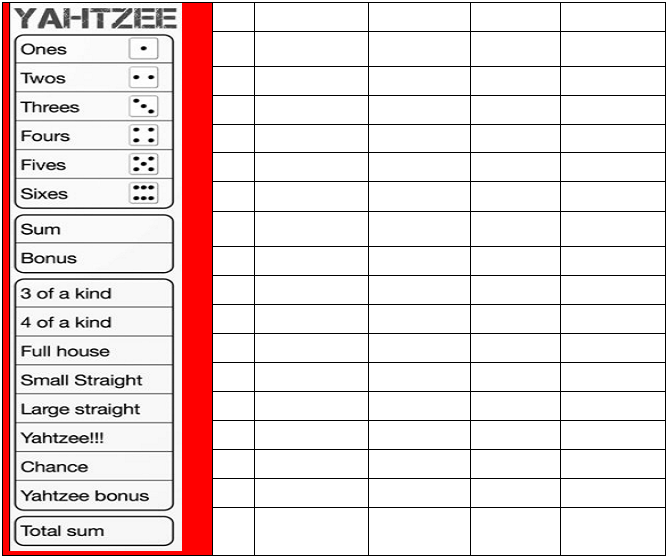 YAHTZEE
Ones
Twos
Threes
Fours
Fives
Sixes
Sum
Bonus
3 of a kind
4 of a kind
Full house
Small Straight
Large straight
Yahtzee!!!
Chance
Yahtzee bonus
Total sum